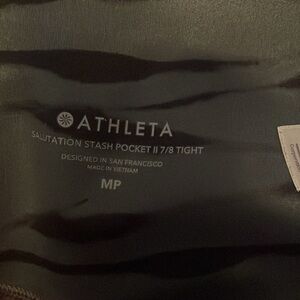 ATHLETA
SALUTATION STASH POCKET II 7/8 TIGHT
DESIGNED IN SAN FRANCISCO
MADE IN VIETNAM
MP